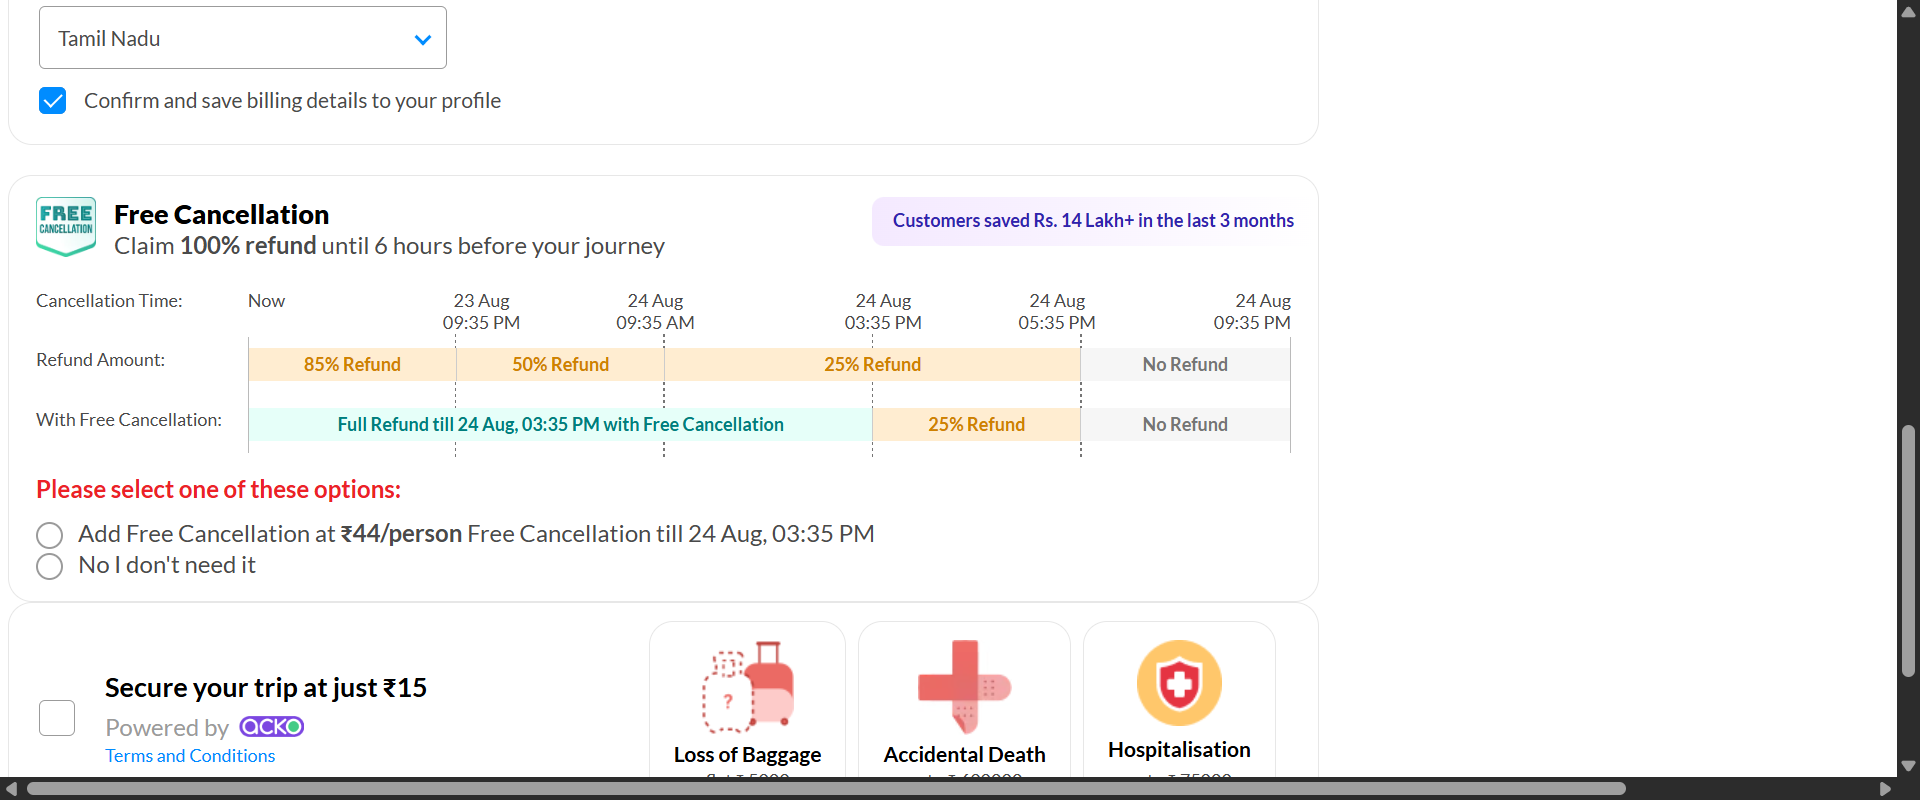 Tamil Nadu
Confirm and save billing details to your profile
FREE
CANCELLATION
Free Cancellation
Claim 100% refund until 6 hours before your journey
Customers saved Rs. 14 Lakh+ in the last 3 months
Cancellation Time: Now 23 Aug 24 Aug 24 Aug 24 Aug 24 Aug
09:35 PM 09:35 AM 03:35 PM 05:35 PM 09:35 PM
Refund Amount: 85% Refund 50% Refund 25% Refund No Refund
With Free Cancellation: Full Refund till 24 Aug, 03:35 PM with Free Cancellation 25% Refund No Refund
Please select one of these options:
Add Free Cancellation at ₹44/person Free Cancellation till 24 Aug, 03:35 PM
No I don't need it
Secure your trip at just ₹15
Powered by acko
Terms and Conditions
?
Loss of Baggage Accidental Death Hospitalisation